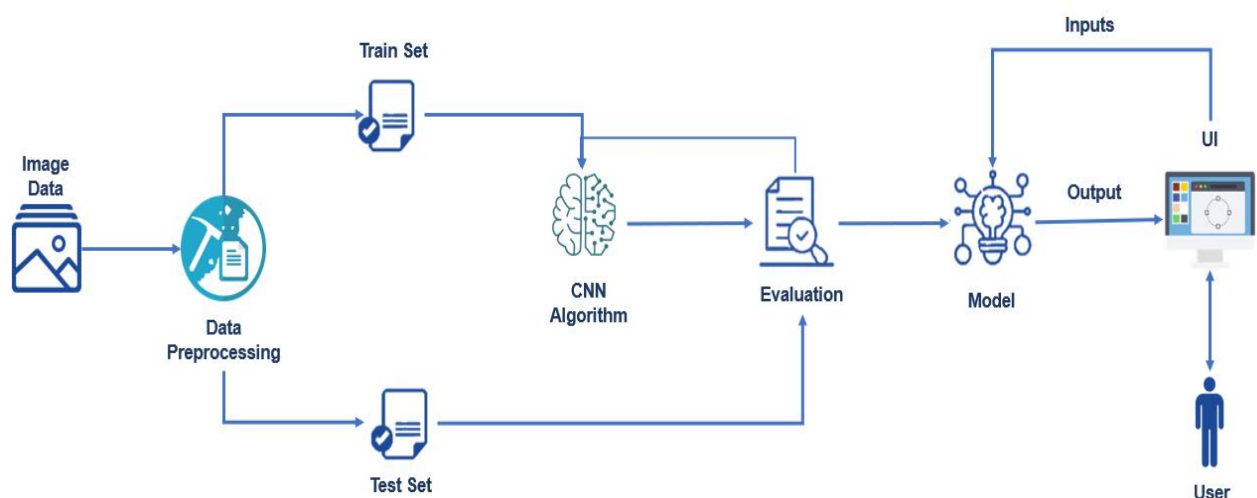 Train Set
Inputs
Image
Data
UI
Output
Data
Preprocessing
CNN
Algorithm
Evaluation
Model
Test Set
User